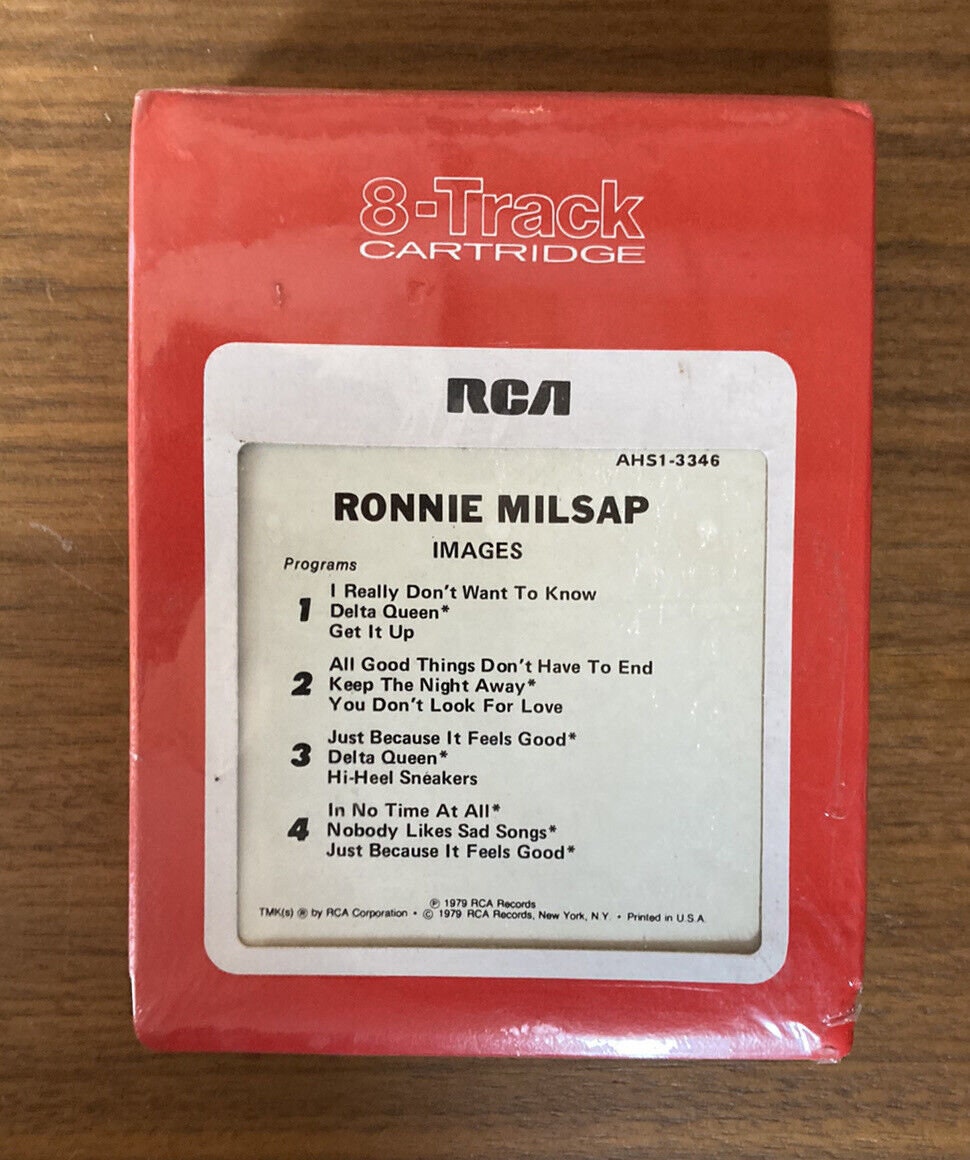 8-Track
CARTRIDGE
RCA
AHS1-3346
RONNIE MILSAP
IMAGES
Programs
1
I Really Don't Want To Know
Delta Queen*
Get It Up
2
All Good Things Don't Have To End
Keep The Night Away*
You Don't Look For Love
3
Just Because It Feels Good*
Delta Queen*
Hi-Heel Sneakers
4
In No Time At All*
Nobody Likes Sad Songs*
Just Because It Feels Good*
℗ 1979 RCA Records
TMK(s) ® by RCA Corporation • © 1979 RCA Records, New York, N.Y. • Printed in U.S.A.